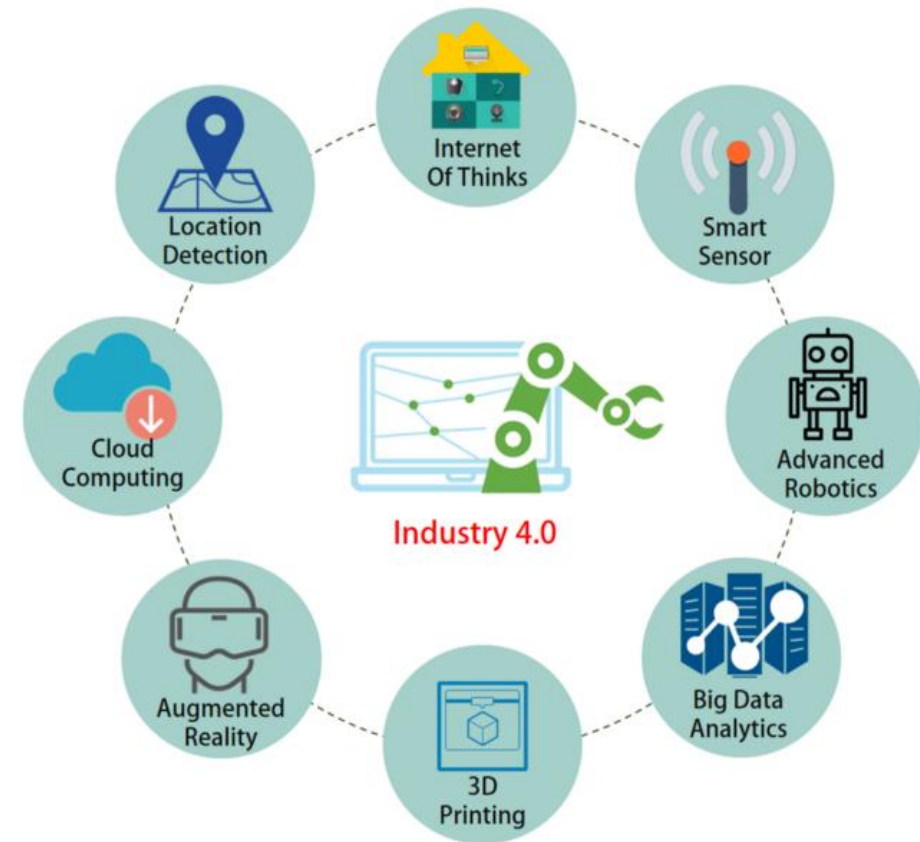 Internet
Of Thinks
Smart
Sensor
Advanced
Robotics
Big Data
Analytics
3D
Printing
Augmented
Reality
Cloud
Computing
Location
Detection
Industry 4.0